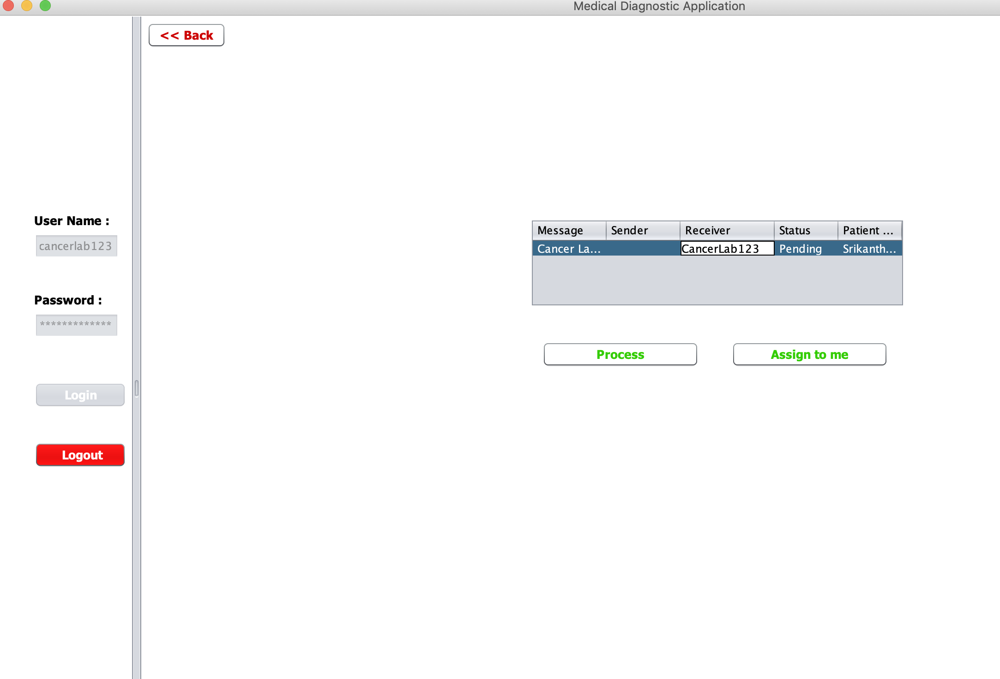 Medical Diagnostic Application
<< Back
User Name :
cancerlab123
Password :
*************
Login
Logout
Message Sender Receiver Status Patient ...
Cancer La... CancerLab123 Pending Srikanth...
Process Assign to me